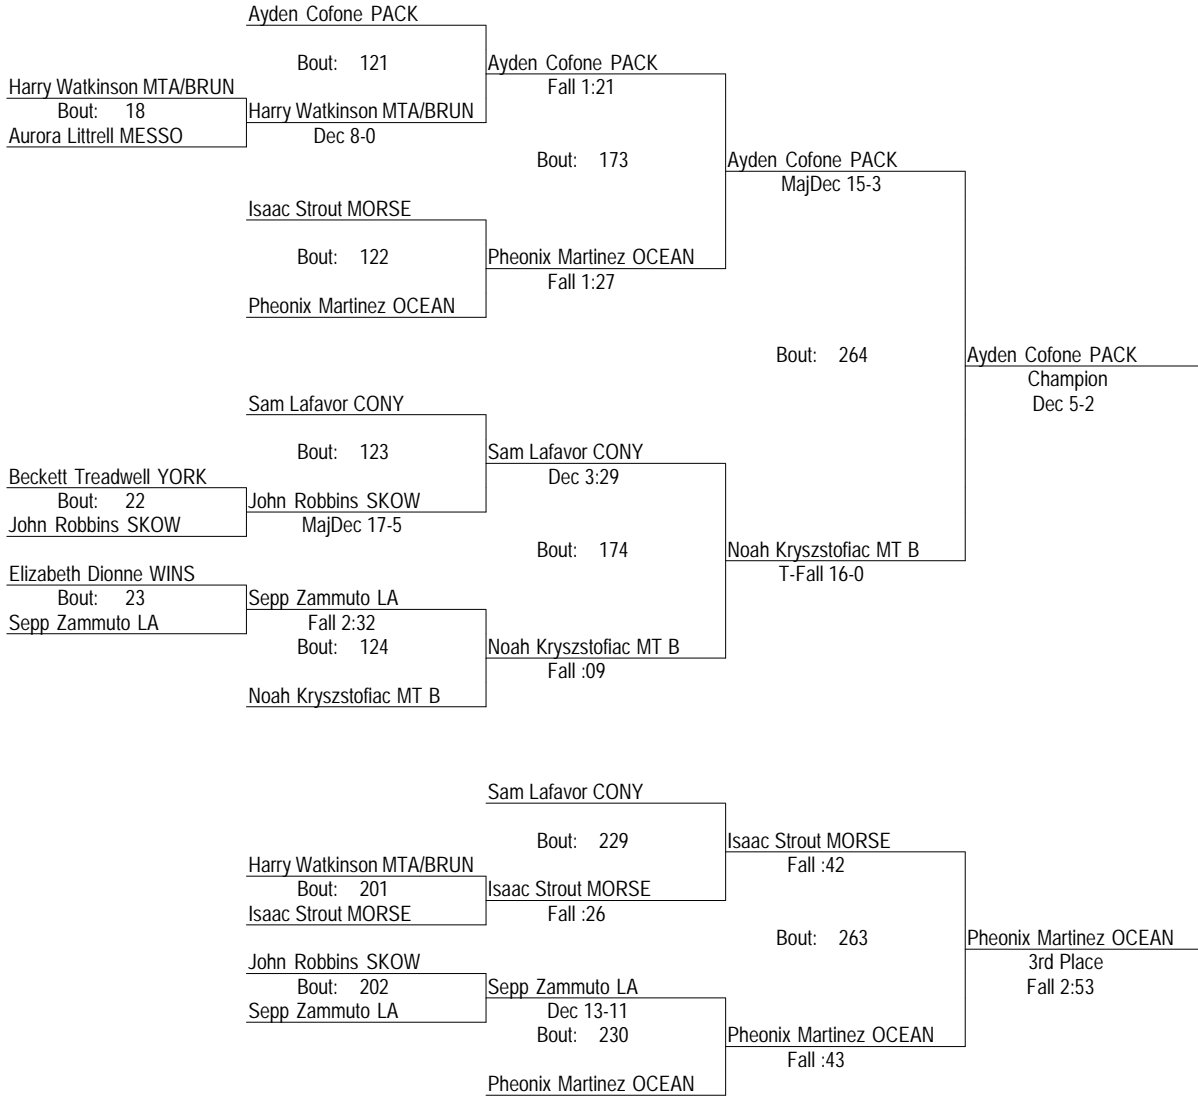 Ayden Cofone PACK
Bout: 121
Ayden Cofone PACK
Fall 1:21
Harry Watkinson MTA/BRUN
Bout: 18
Aurora Littrell MESSO
Harry Watkinson MTA/BRUN
Dec 8-0
Bout: 173
Ayden Cofone PACK
MajDec 15-3
Isaac Strout MORSE
Bout: 122
Pheonix Martinez OCEAN
Fall 1:27
Pheonix Martinez OCEAN
Bout: 264
Ayden Cofone PACK
Champion
Dec 5-2
Sam Lafavor CONY
Bout: 123
Sam Lafavor CONY
Dec 3:29
Beckett Treadwell YORK
Bout: 22
John Robbins SKOW
John Robbins SKOW
MajDec 17-5
Bout: 174
Noah Kryszstofiac MT B
T-Fall 16-0
Elizabeth Dionne WINS
Bout: 23
Sepp Zammuto LA
Sepp Zammuto LA
Fall 2:32
Bout: 124
Noah Kryszstofiac MT B
Fall :09
Noah Kryszstofiac MT B
Sam Lafavor CONY
Bout: 229
Isaac Strout MORSE
Fall :42
Harry Watkinson MTA/BRUN
Bout: 201
Isaac Strout MORSE
Isaac Strout MORSE
Fall :26
Bout: 263
Pheonix Martinez OCEAN
3rd Place
Fall 2:53
John Robbins SKOW
Bout: 202
Sepp Zammuto LA
Sepp Zammuto LA
Dec 13-11
Bout: 230
Pheonix Martinez OCEAN
Fall :43
Pheonix Martinez OCEAN